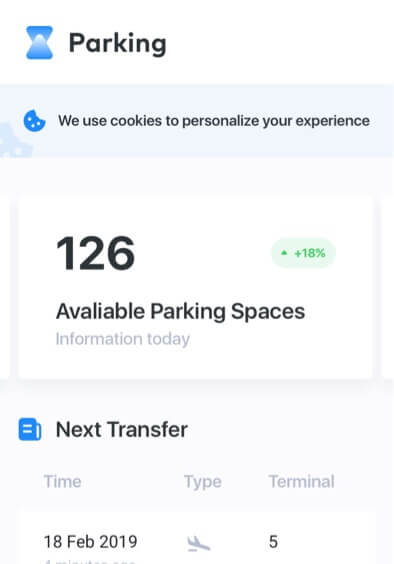 Parking
We use cookies to personalize your experience
126
+18%
Avaliable Parking Spaces
Information today
Next Transfer
Time Type Terminal
18 Feb 2019 5